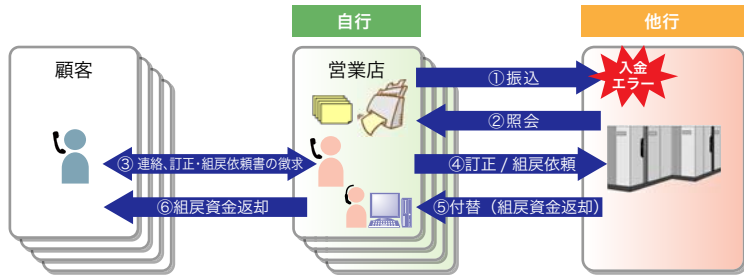 自行
他行
顧客
営業店
①振込
入金
エラー
②照会
③ 連絡、訂正・組戻依頼書の徴求
④訂正 / 組戻依頼
⑥組戻資金返却
⑤付替（組戻資金返却）